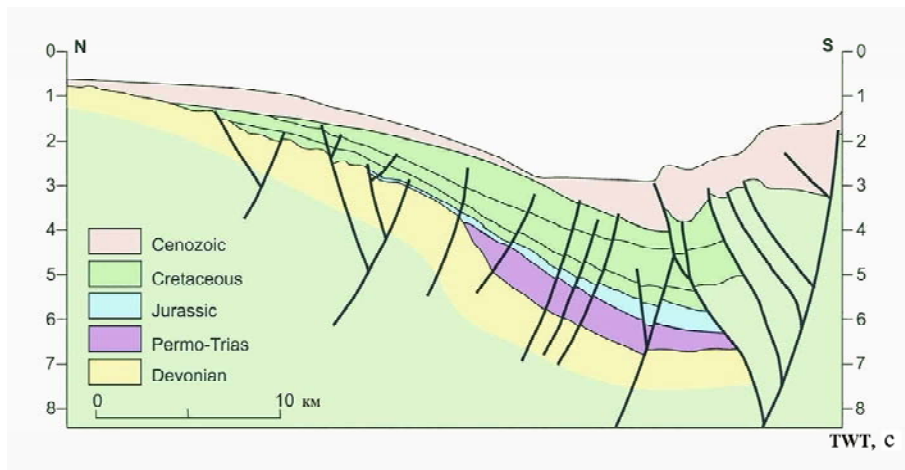 N S
0 0
1 1
2 2
3 3
4 4
5 5
6 6
7 7
8 8
Cenozoic
Cretaceous
Jurassic
Permo-Trias
Devonian
0 10 км
TWT, с